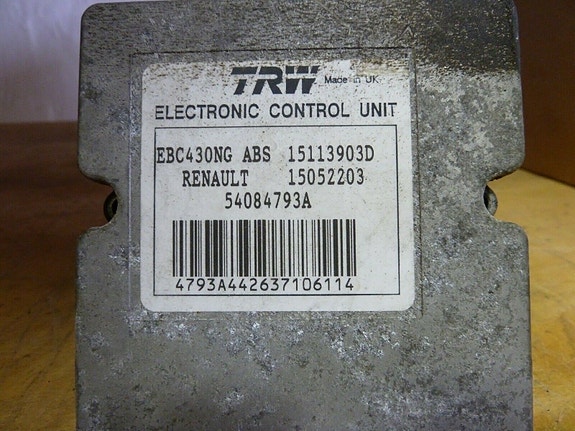 TRW Made in UK
ELECTRONIC CONTROL UNIT
EBC430NG ABS 15113903D
RENAULT 15052203
54084793A
4793A442637106114